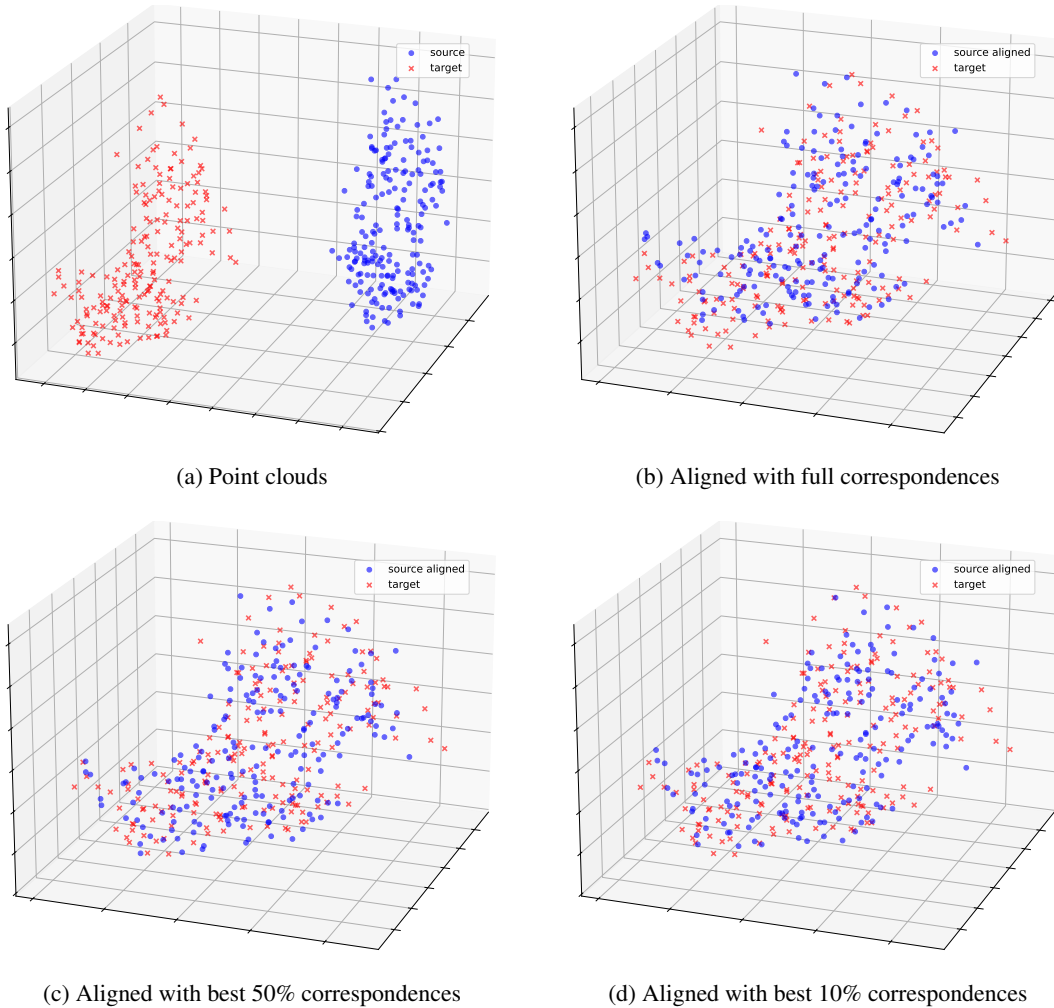 source
target
(a) Point clouds
source aligned
target
(b) Aligned with full correspondences
source aligned
target
(c) Aligned with best 50% correspondences
source aligned
target
(d) Aligned with best 10% correspondences